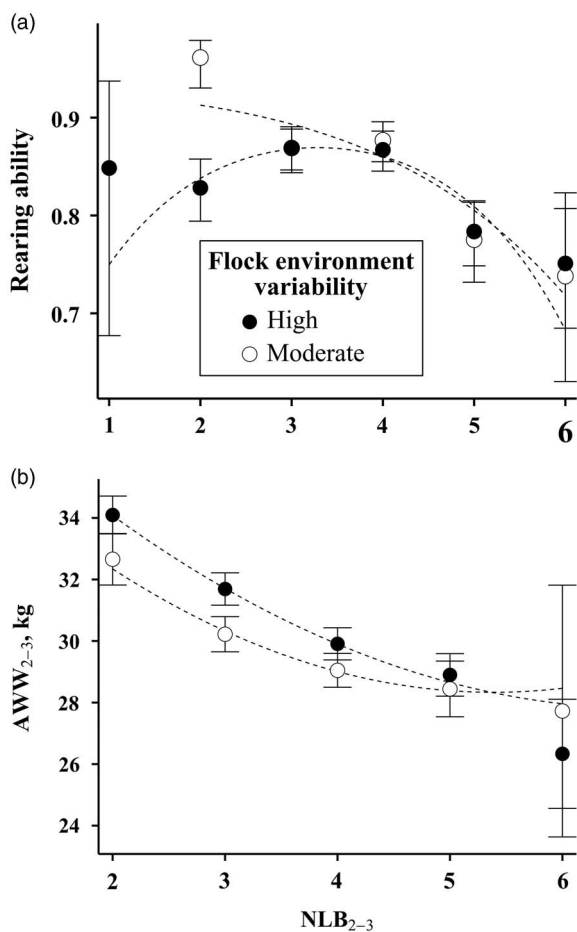 (a)
Rearing ability
0.9
0.8
0.7
Flock environment
variability
High
Moderate
1 2 3 4 5 6
(b)
AWW2–3, kg
34
32
30
28
26
24
2 3 4 5 6
NLB2–3